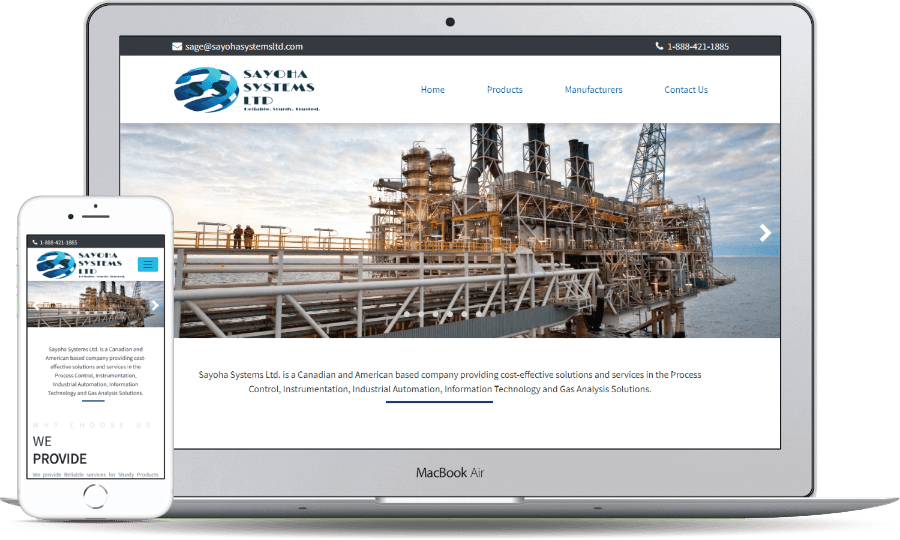 sage@sayohasystemsltd.com
1-888-421-1885
SAYOHA
SYSTEMS
LTD
Reliable. Sturdy. Trusted.
Home Products Manufacturers Contact Us
Sayoha Systems Ltd. is a Canadian and American based company providing cost-effective solutions and services in the Process
Control, Instrumentation, Industrial Automation, Information Technology and Gas Analysis Solutions.
MacBook Air
1-888-421-1885
SAYOHA
SYSTEMS
LTD
Reliable. Sturdy. Trusted.
Sayoha Systems Ltd. is a Canadian and
American based company providing cost-
effective solutions and services in the
Process Control, Instrumentation,
Industrial Automation, Information
Technology and Gas Analysis Solutions.
WHY CHOOSE US
WE
PROVIDE
We provide Reliable services for Sturdy Products